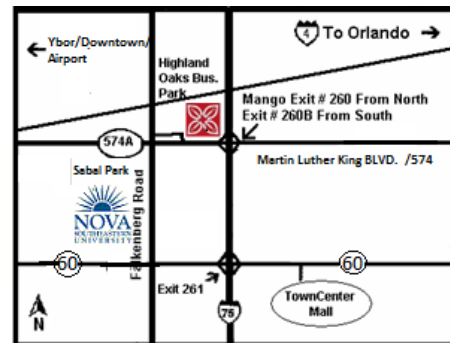 Ybor/Downtown/
Airport
4 To Orlando
Highland
Oaks Bus.
Park
Mango Exit # 260 From North
Exit # 260B From South
574A
Martin Luther King BLVD. /574
Sabal Park
NOVA
SOUTHEASTERN
UNIVERSITY
Falkenberg Road
60
60
Exit 261
75
TownCenter
Mall
N